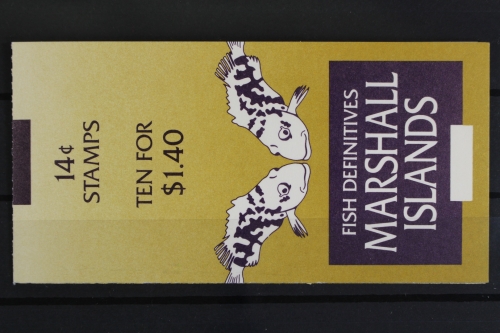 FISH DEFINITIVES
MARSHALL
ISLANDS
14¢
STAMPS
TEN FOR
$1.40